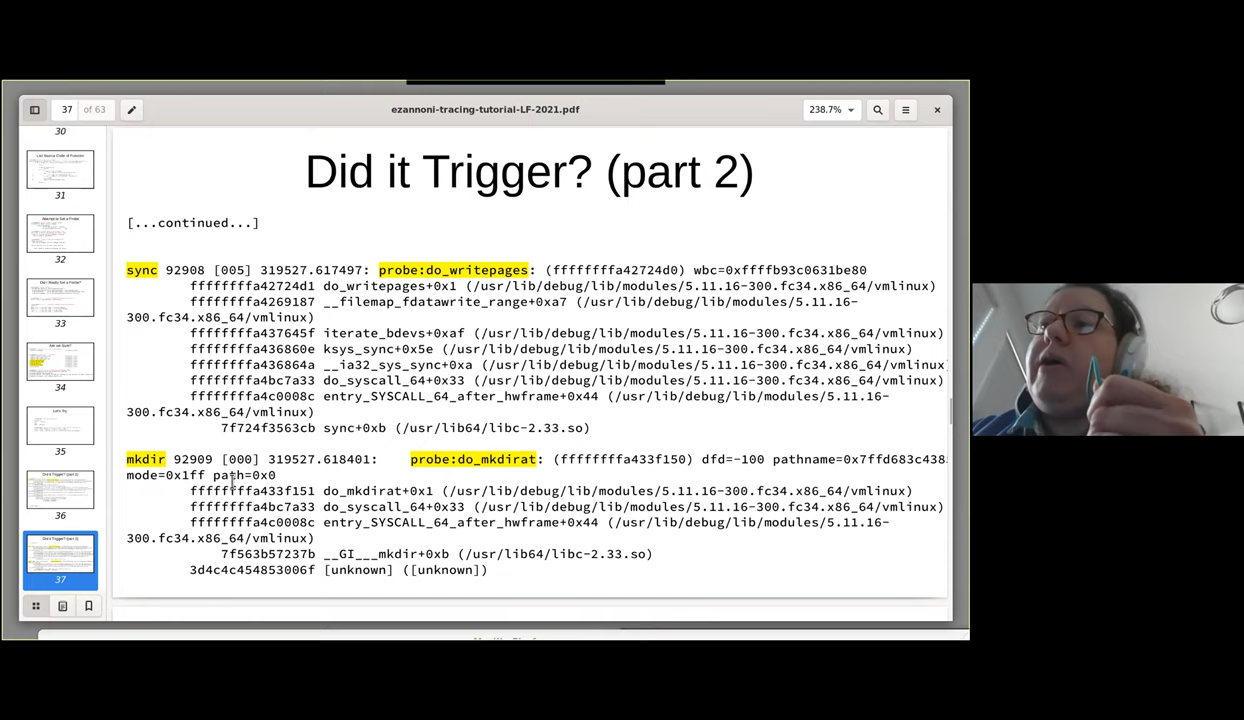 37 of 63
ezannoni-tracing-tutorial-LF-2021.pdf
238.7%
30
31
32
33
34
35
36
37
Did it Trigger? (part 2)
[...continued...]
sync 92908 [005] 319527.617497: probe:do_writepages: (ffffffffa42724d0) wbc=0xffffb93c0631be80
ffffffffa42724d1 do_writepages+0x1 (/usr/lib/debug/lib/modules/5.11.16-300.fc34.x86_64/vmlinux)
ffffffffa4269187 __filemap_fdatawrite_range+0xa7 (/usr/lib/debug/lib/modules/5.11.16-
300.fc34.x86_64/vmlinux)
ffffffffa437645f iterate_bdevs+0xaf (/usr/lib/debug/lib/modules/5.11.16-300.fc34.x86_64/vmlinux)
ffffffffa436860e ksys_sync+0x5e (/usr/lib/debug/lib/modules/5.11.16-300.fc34.x86_64/vmlinux)
ffffffffa436864a __ia32_sys_sync+0xa (/usr/lib/debug/lib/modules/5.11.16-300.fc34.x86_64/vmlinux
ffffffffa4bc7a33 do_syscall_64+0x33 (/usr/lib/debug/lib/modules/5.11.16-300.fc34.x86_64/vmlinux)
ffffffffa4c0008c entry_SYSCALL_64_after_hwframe+0x44 (/usr/lib/debug/lib/modules/5.11.16-
300.fc34.x86_64/vmlinux)
7f724f3563cb sync+0xb (/usr/lib64/libc-2.33.so)
mkdir 92909 [000] 319527.618401: probe:do_mkdirat: (ffffffffa433f150) dfd=-100 pathname=0x7ffd683c438
mode=0x1ff path=0x0
ffffffffa433f151 do_mkdirat+0x1 (/usr/lib/debug/lib/modules/5.11.16-300.fc34.x86_64/vmlinux)
ffffffffa4bc7a33 do_syscall_64+0x33 (/usr/lib/debug/lib/modules/5.11.16-300.fc34.x86_64/vmlinux)
ffffffffa4c0008c entry_SYSCALL_64_after_hwframe+0x44 (/usr/lib/debug/lib/modules/5.11.16-
300.fc34.x86_64/vmlinux)
7f563b57237b __GI___mkdir+0xb (/usr/lib64/libc-2.33.so)
3d4c4c454853006f [unknown] ([unknown])